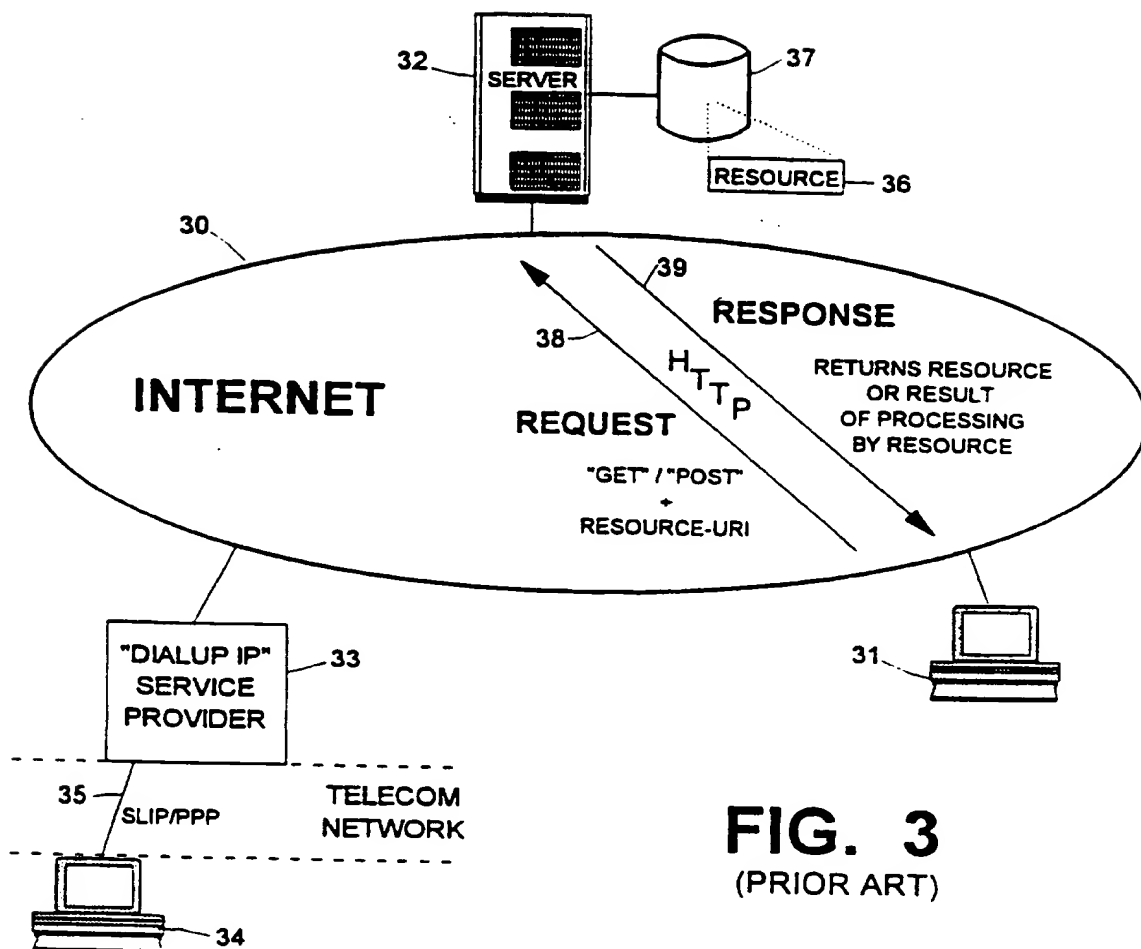 32
SERVER
37
RESOURCE
36
30
39
RESPONSE
38
HTTP
RETURNS RESOURCE
OR RESULT
OF PROCESSING
BY RESOURCE
INTERNET
REQUEST
"GET" / "POST"
+
RESOURCE-URI
"DIALUP IP"
SERVICE
PROVIDER
33
31
35
SLIP/PPP
TELECOM
NETWORK
34
FIG. 3
(PRIOR ART)